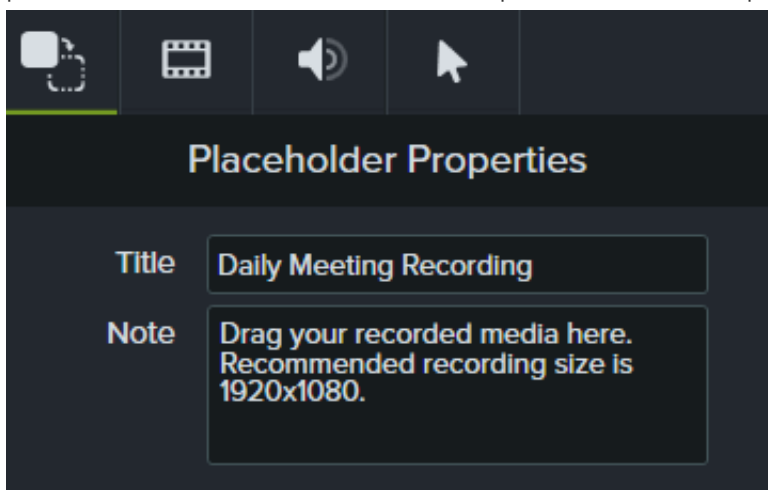 Placeholder Properties
Title Daily Meeting Recording
Note Drag your recorded media here.
Recommended recording size is
1920x1080.